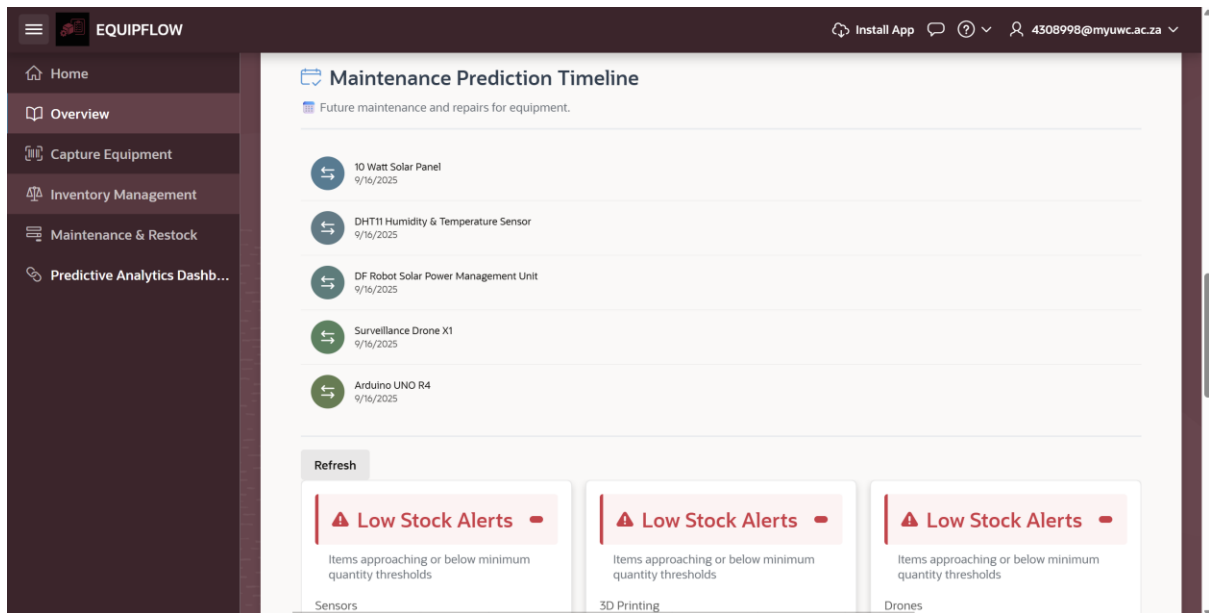 EQUIPFLOW
Install App
4308998@myuwc.ac.za
Home
Overview
Capture Equipment
Inventory Management
Maintenance & Restock
Predictive Analytics Dashb...
Maintenance Prediction Timeline
Future maintenance and repairs for equipment.
10 Watt Solar Panel
9/16/2025
DHT11 Humidity & Temperature Sensor
9/16/2025
DF Robot Solar Power Management Unit
9/16/2025
Surveillance Drone X1
9/16/2025
Arduino UNO R4
9/16/2025
Refresh
Low Stock Alerts
Items approaching or below minimum
quantity thresholds
Sensors
Low Stock Alerts
Items approaching or below minimum
quantity thresholds
3D Printing
Low Stock Alerts
Items approaching or below minimum
quantity thresholds
Drones